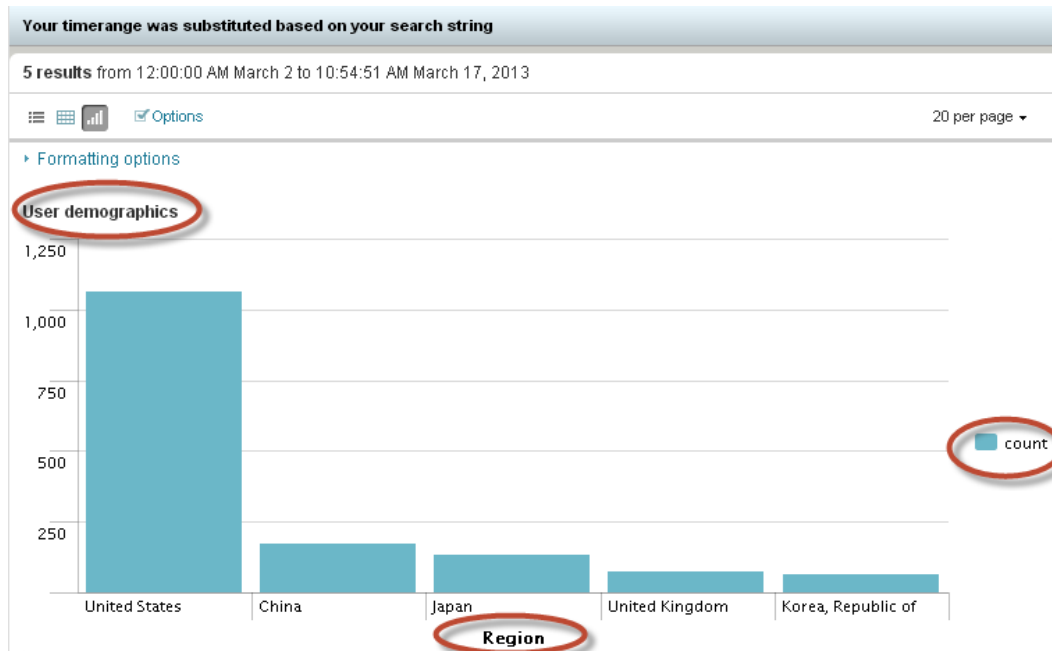 Your timerange was substituted based on your search string
5 results from 12:00:00 AM March 2 to 10:54:51 AM March 17, 2013
Options
20 per page
Formatting options
User demographics
1,250
1,000
750
500
250
count
United States China Japan United Kingdom Korea, Republic of
Region